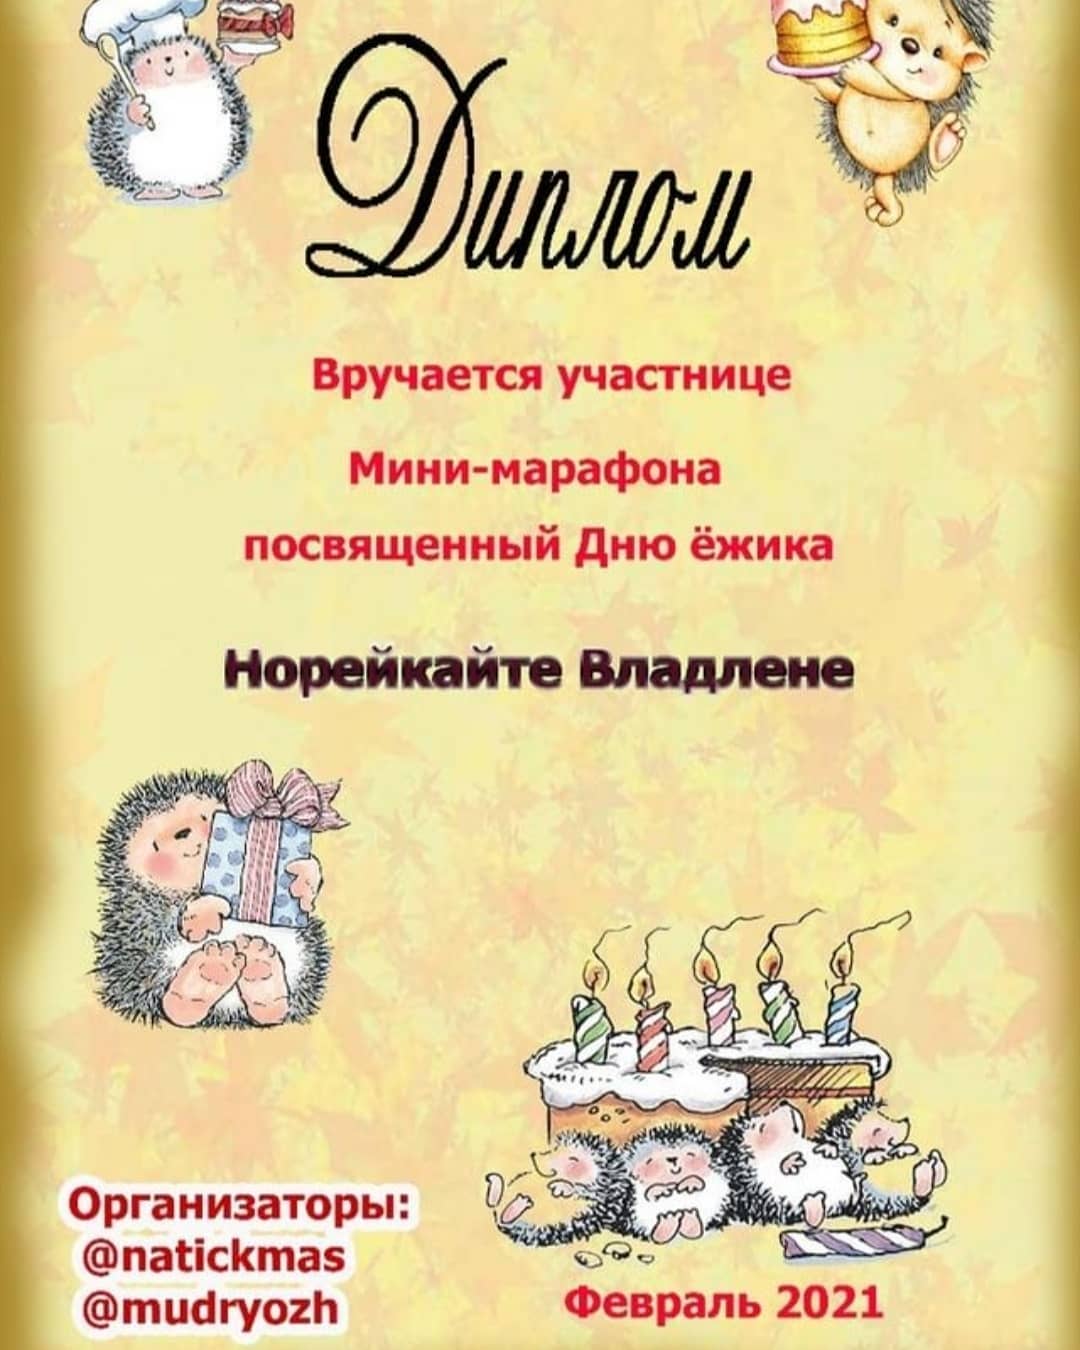 Диплом
Вручается участнице
Мини-марафона
посвященный Дню ёжика
Норейкайте Владлене
Организаторы:
@natickmas
@mudryozh
Февраль 2021